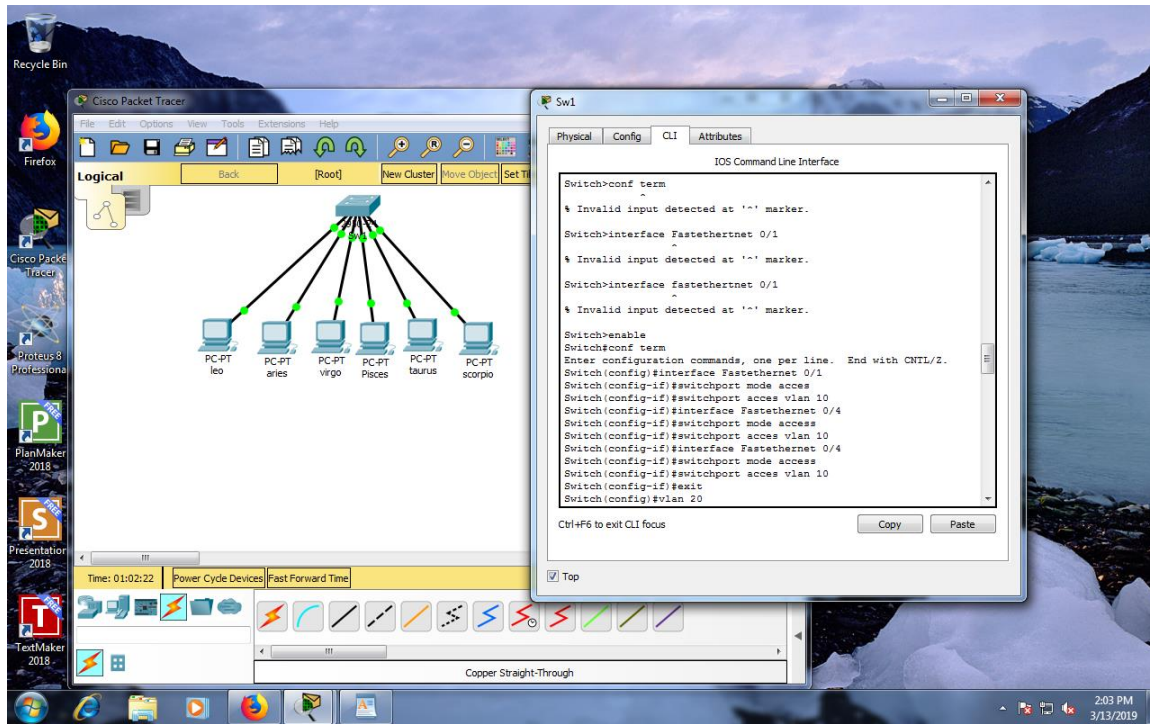 Recycle Bin
Firefox
Cisco Packe
Tracer
Proteus 8
Professiona
FREE
P
PlanMaker
2018
FREE
S
Presentation
2018
FREE
T
TextMaker
2018
Cisco Packet Tracer
File Edit Options View Tools Extensions Help
Logical Back [Root] New Cluster Move Object Set Til
Sw1
PC-PT
leo
PC-PT
aries
PC-PT
virgo
PC-PT
Pisces
PC-PT
taurus
PC-PT
scorpio
Time: 01:02:22 Power Cycle Devices Fast Forward Time
Copper Straight-Through
Sw1
Physical Config CLI Attributes
IOS Command Line Interface
Switch>conf term
^
% Invalid input detected at '^' marker.
Switch>interface Fastethertnet 0/1
^
% Invalid input detected at '^' marker.
Switch>interface fastethertnet 0/1
^
% Invalid input detected at '^' marker.
Switch>enable
Switch#conf term
Enter configuration commands, one per line. End with CNTL/Z.
Switch(config)#interface Fastethernet 0/1
Switch(config-if)#switchport mode acces
Switch(config-if)#switchport acces vlan 10
Switch(config-if)#interface Fastethernet 0/4
Switch(config-if)#switchport mode access
Switch(config-if)#switchport acces vlan 10
Switch(config-if)#interface Fastethernet 0/4
Switch(config-if)#switchport mode access
Switch(config-if)#switchport acces vlan 10
Switch(config-if)#exit
Switch(config)#vlan 20
Ctrl+F6 to exit CLI focus Copy Paste
Top
2:03 PM
3/13/2019